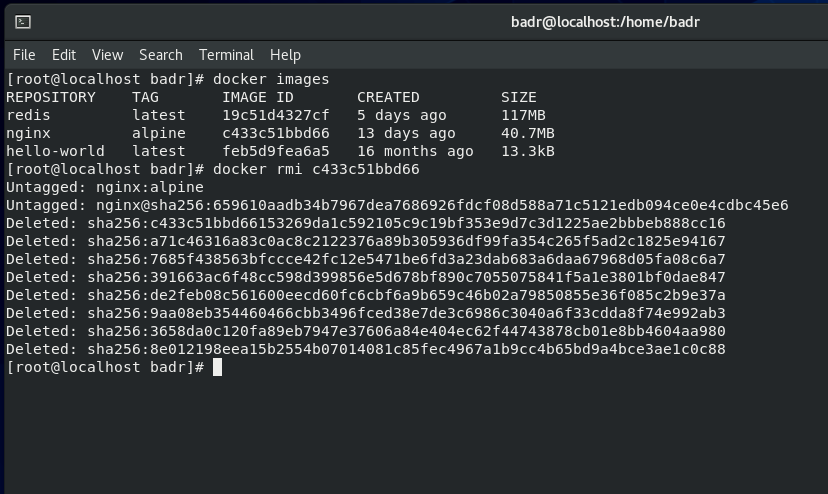 badr@localhost:/home/badr
File Edit View Search Terminal Help
[root@localhost badr]# docker images
REPOSITORY TAG IMAGE ID CREATED SIZE
redis latest 19c51d4327cf 5 days ago 117MB
nginx alpine c433c51bbd66 13 days ago 40.7MB
hello-world latest feb5d9fea6a5 16 months ago 13.3kB
[root@localhost badr]# docker rmi c433c51bbd66
Untagged: nginx:alpine
Untagged: nginx@sha256:659610aadb34b7967dea7686926fdcf08d588a71c5121edb094ce0e4cdbc45e6
Deleted: sha256:c433c51bbd66153269da1c592105c9c19bf353e9d7c3d1225ae2bbbeb888cc16
Deleted: sha256:a71c46316a83c0ac8c2122376a89b305936df99fa354c265f5ad2c1825e94167
Deleted: sha256:7685f438563bfccce42fc12e5471be6fd3a23dab683a6daa67968d05fa08c6a7
Deleted: sha256:391663ac6f48cc598d399856e5d678bf890c7055075841f5a1e3801bf0dae847
Deleted: sha256:de2feb08c561600eecd60fc6cbf6a9b659c46b02a79850855e36f085c2b9e37a
Deleted: sha256:9aa08eb354460466cbb3496fced38e7de3c6986c3040a6f33cdda8f74e992ab3
Deleted: sha256:3658da0c120fa89eb7947e37606a84e404ec62f44743878cb01e8bb4604aa980
Deleted: sha256:8e012198eea15b2554b07014081c85fec4967a1b9cc4b65bd9a4bce3ae1c0c88
[root@localhost badr]#